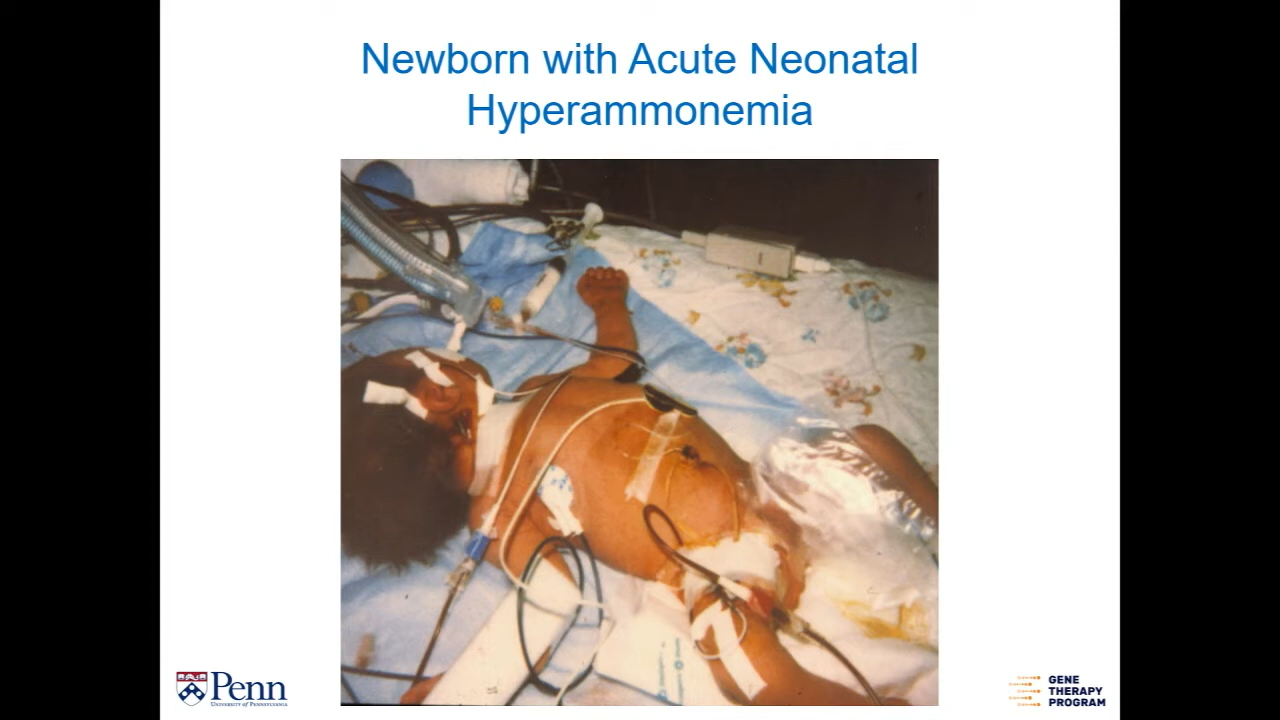 Newborn with Acute Neonatal
Hyperammonemia
Penn
UNIVERSITY OF PENNSYLVANIA
GENE
THERAPY
PROGRAM